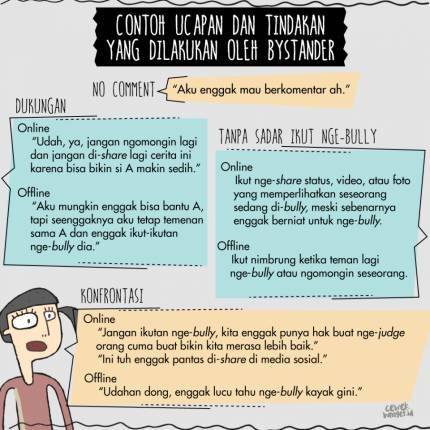 CONTOH UCAPAN DAN TINDAKAN
YANG DILAKUKAN OLEH BYSTANDER
NO COMMENT
"Aku enggak mau berkomentar ah."
DUKUNGAN
Online
"Udah, ya, jangan ngomongin lagi
dan jangan di-share lagi cerita ini
karena bisa bikin si A makin sedih."
Offline
"Aku mungkin enggak bisa bantu A,
tapi seenggaknya aku tetap temenan
sama A dan enggak ikut-ikutan
nge-bully dia."
TANPA SADAR IKUT NGE-BULLY
Online
Ikut nge-share status, video, atau foto
yang memperlihatkan seseorang
sedang di-bully, meski sebenarnya
enggak berniat untuk nge-bully.
Offline
Ikut nimbrung ketika teman lagi
nge-bully atau ngomongin seseorang.
KONFRONTASI
Online
"Jangan ikutan nge-bully, kita enggak punya hak buat nge-judge
orang cuma buat bikin kita merasa lebih baik."
"Ini tuh enggak pantas di-share di media sosial."
Offline
"Udahan dong, enggak lucu tahu nge-bully kayak gini."
cewek
banget.id